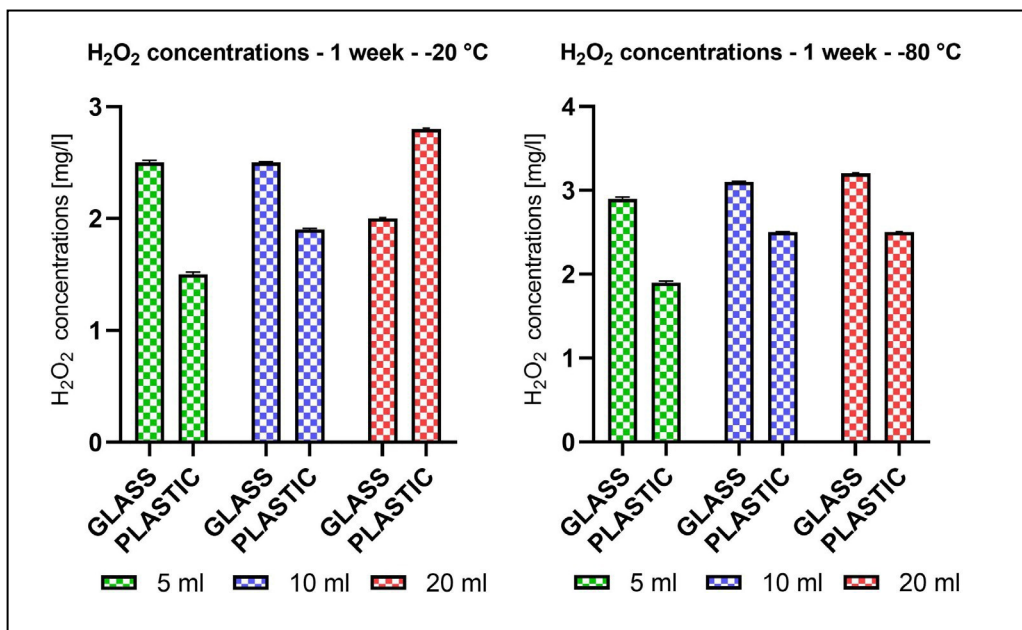 H₂O₂ concentrations - 1 week - -20 °C
H₂O₂ concentrations [mg/l]
3
2
1
0
GLASS
PLASTIC
GLASS
PLASTIC
GLASS
PLASTIC
5 ml 10 ml 20 ml
H₂O₂ concentrations - 1 week - -80 °C
H₂O₂ concentrations [mg/l]
4
3
2
1
0
GLASS
PLASTIC
GLASS
PLASTIC
GLASS
PLASTIC
5 ml 10 ml 20 ml